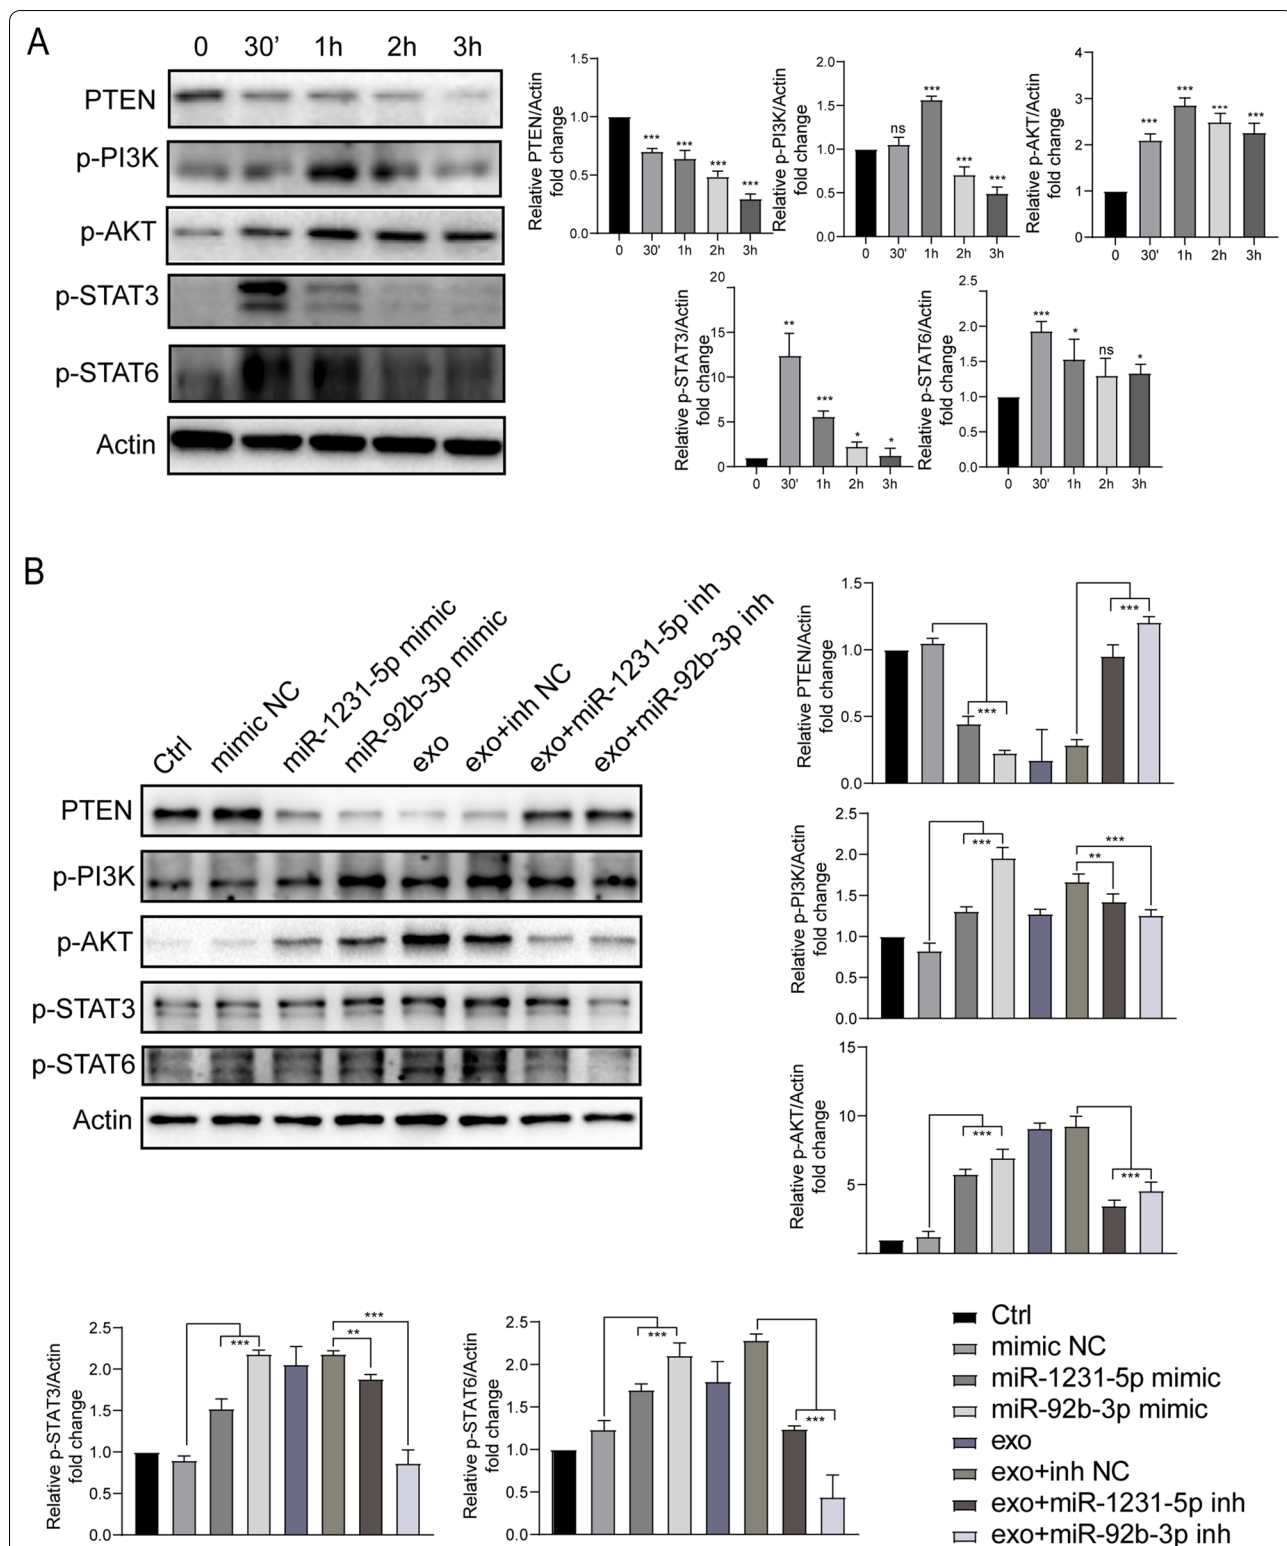 A
0 30’ 1h 2h 3h
PTEN
p-PI3K
p-AKT
p-STAT3
p-STAT6
Actin
Relative PTEN/Actin
fold change
1.5
1.0
0.5
0.0
*** *** *** ***
0 30' 1h 2h 3h
Relative p-PI3K/Actin
fold change
2.0
1.5
1.0
0.5
0.0
ns *** *** ***
0 30' 1h 2h 3h
Relative p-AKT/Actin
fold change
4
3
2
1
0
*** *** *** ***
0 30' 1h 2h 3h
Relative p-STAT3/Actin
fold change
20
15
10
5
0
** *** * *
0 30' 1h 2h 3h
Relative p-STAT6/Actin
fold change
2.5
2.0
1.5
1.0
0.5
0.0
*** * ns *
0 30' 1h 2h 3h
B
Ctrl
mimic NC
miR-1231-5p mimic
miR-92b-3p mimic
exo
exo+inh NC
exo+miR-1231-5p inh
exo+miR-92b-3p inh
PTEN
p-PI3K
p-AKT
p-STAT3
p-STAT6
Actin
Relative PTEN/Actin
fold change
1.5
1.0
0.5
0.0
*** ***
Relative p-PI3K/Actin
fold change
2.5
2.0
1.5
1.0
0.5
0.0
*** ** ***
Relative p-AKT/Actin
fold change
15
10
5
*** ***
Relative p-STAT3/Actin
fold change
2.5
2.0
1.5
1.0
0.5
0.0
*** ** ***
Relative p-STAT6/Actin
fold change
2.5
2.0
1.5
1.0
0.5
0.0
*** ***
Ctrl
mimic NC
miR-1231-5p mimic
miR-92b-3p mimic
exo
exo+inh NC
exo+miR-1231-5p inh
exo+miR-92b-3p inh